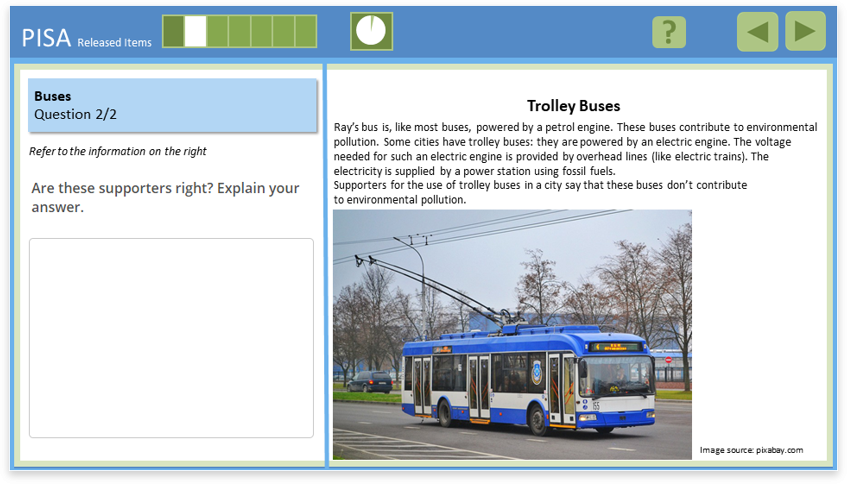 PISA Released Items
?
Buses
Question 2/2
Refer to the information on the right
Are these supporters right? Explain your
answer.
Trolley Buses
Ray's bus is, like most buses, powered by a petrol engine. These buses contribute to environmental
pollution. Some cities have trolley buses: they are powered by an electric engine. The voltage
needed for such an electric engine is provided by overhead lines (like electric trains). The
electricity is supplied by a power station using fossil fuels.
Supporters for the use of trolley buses in a city say that these buses don't contribute
to environmental pollution.
Image source: pixabay.com